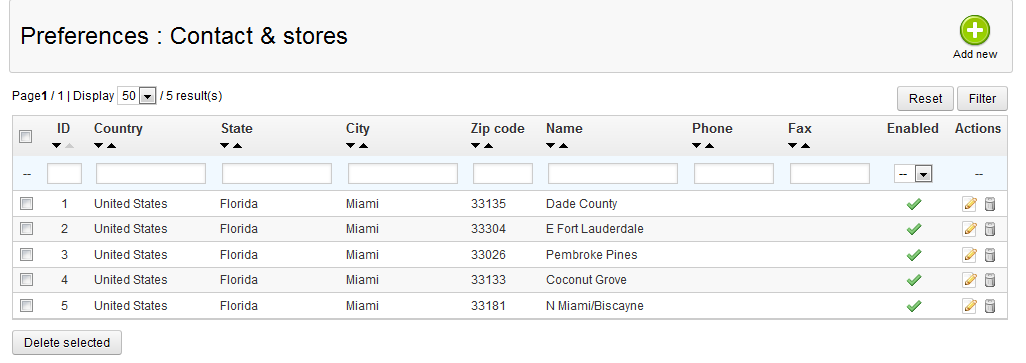 Preferences : Contact & stores
Add new
Page1 / 1 | Display 50 / 5 result(s)
Reset Filter
ID Country State City Zip code Name Phone Fax Enabled Actions
-- -- --
1 United States Florida Miami 33135 Dade County
2 United States Florida Miami 33304 E Fort Lauderdale
3 United States Florida Miami 33026 Pembroke Pines
4 United States Florida Miami 33133 Coconut Grove
5 United States Florida Miami 33181 N Miami/Biscayne
Delete selected